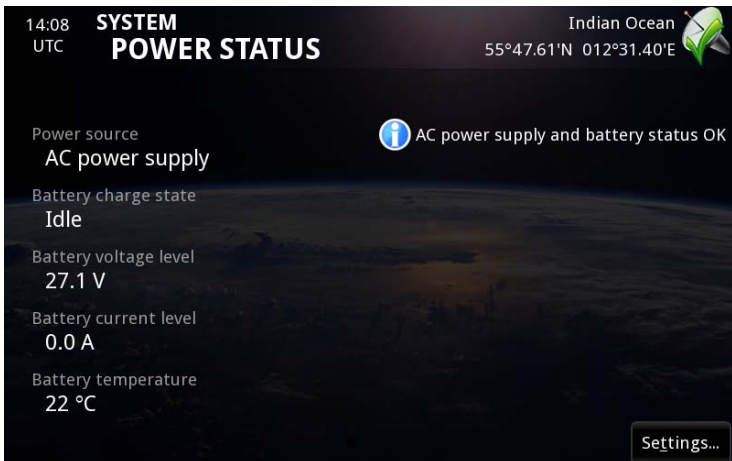 14:08
UTC
SYSTEM
POWER STATUS
Indian Ocean
55°47.61'N 012°31.40'E
Power source
AC power supply
AC power supply and battery status OK
Battery charge state
Idle
Battery voltage level
27.1 V
Battery current level
0.0 A
Battery temperature
22 °C
Settings...